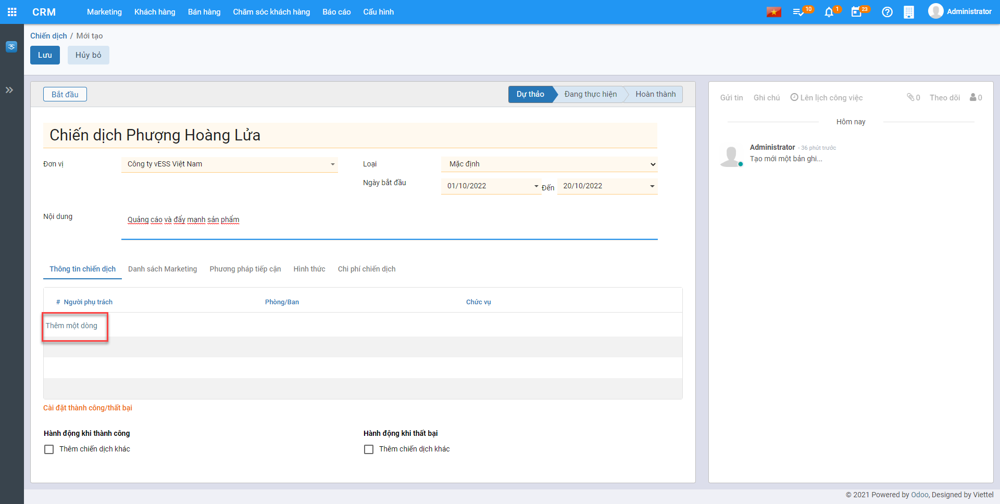 CRM Marketing Khách hàng Bán hàng Chăm sóc khách hàng Báo cáo Cấu hình 10 1 23 Administrator
Chiến dịch / Mới tạo
Lưu Hủy bỏ
Bắt đầu Dự thảo Đang thực hiện Hoàn thành
Chiến dịch Phượng Hoàng Lửa
Đơn vị Công ty vESS Việt Nam Loại Mặc định
Ngày bắt đầu 01/10/2022 Đến 20/10/2022
Nội dung Quảng cáo và đẩy mạnh sản phẩm
Thông tin chiến dịch Danh sách Marketing Phương pháp tiếp cận Hình thức Chi phí chiến dịch
# Người phụ trách Phòng/Ban Chức vụ
Thêm một dòng
Cài đặt thành công/thất bại
Hành động khi thành công Hành động khi thất bại
Thêm chiến dịch khác Thêm chiến dịch khác
Gửi tin Ghi chú Lên lịch công việc 0 Theo dõi 0
Hôm nay
Administrator - 36 phút trước
Tạo mới một bản ghi...
© 2021 Powered by Odoo, Designed by Viettel